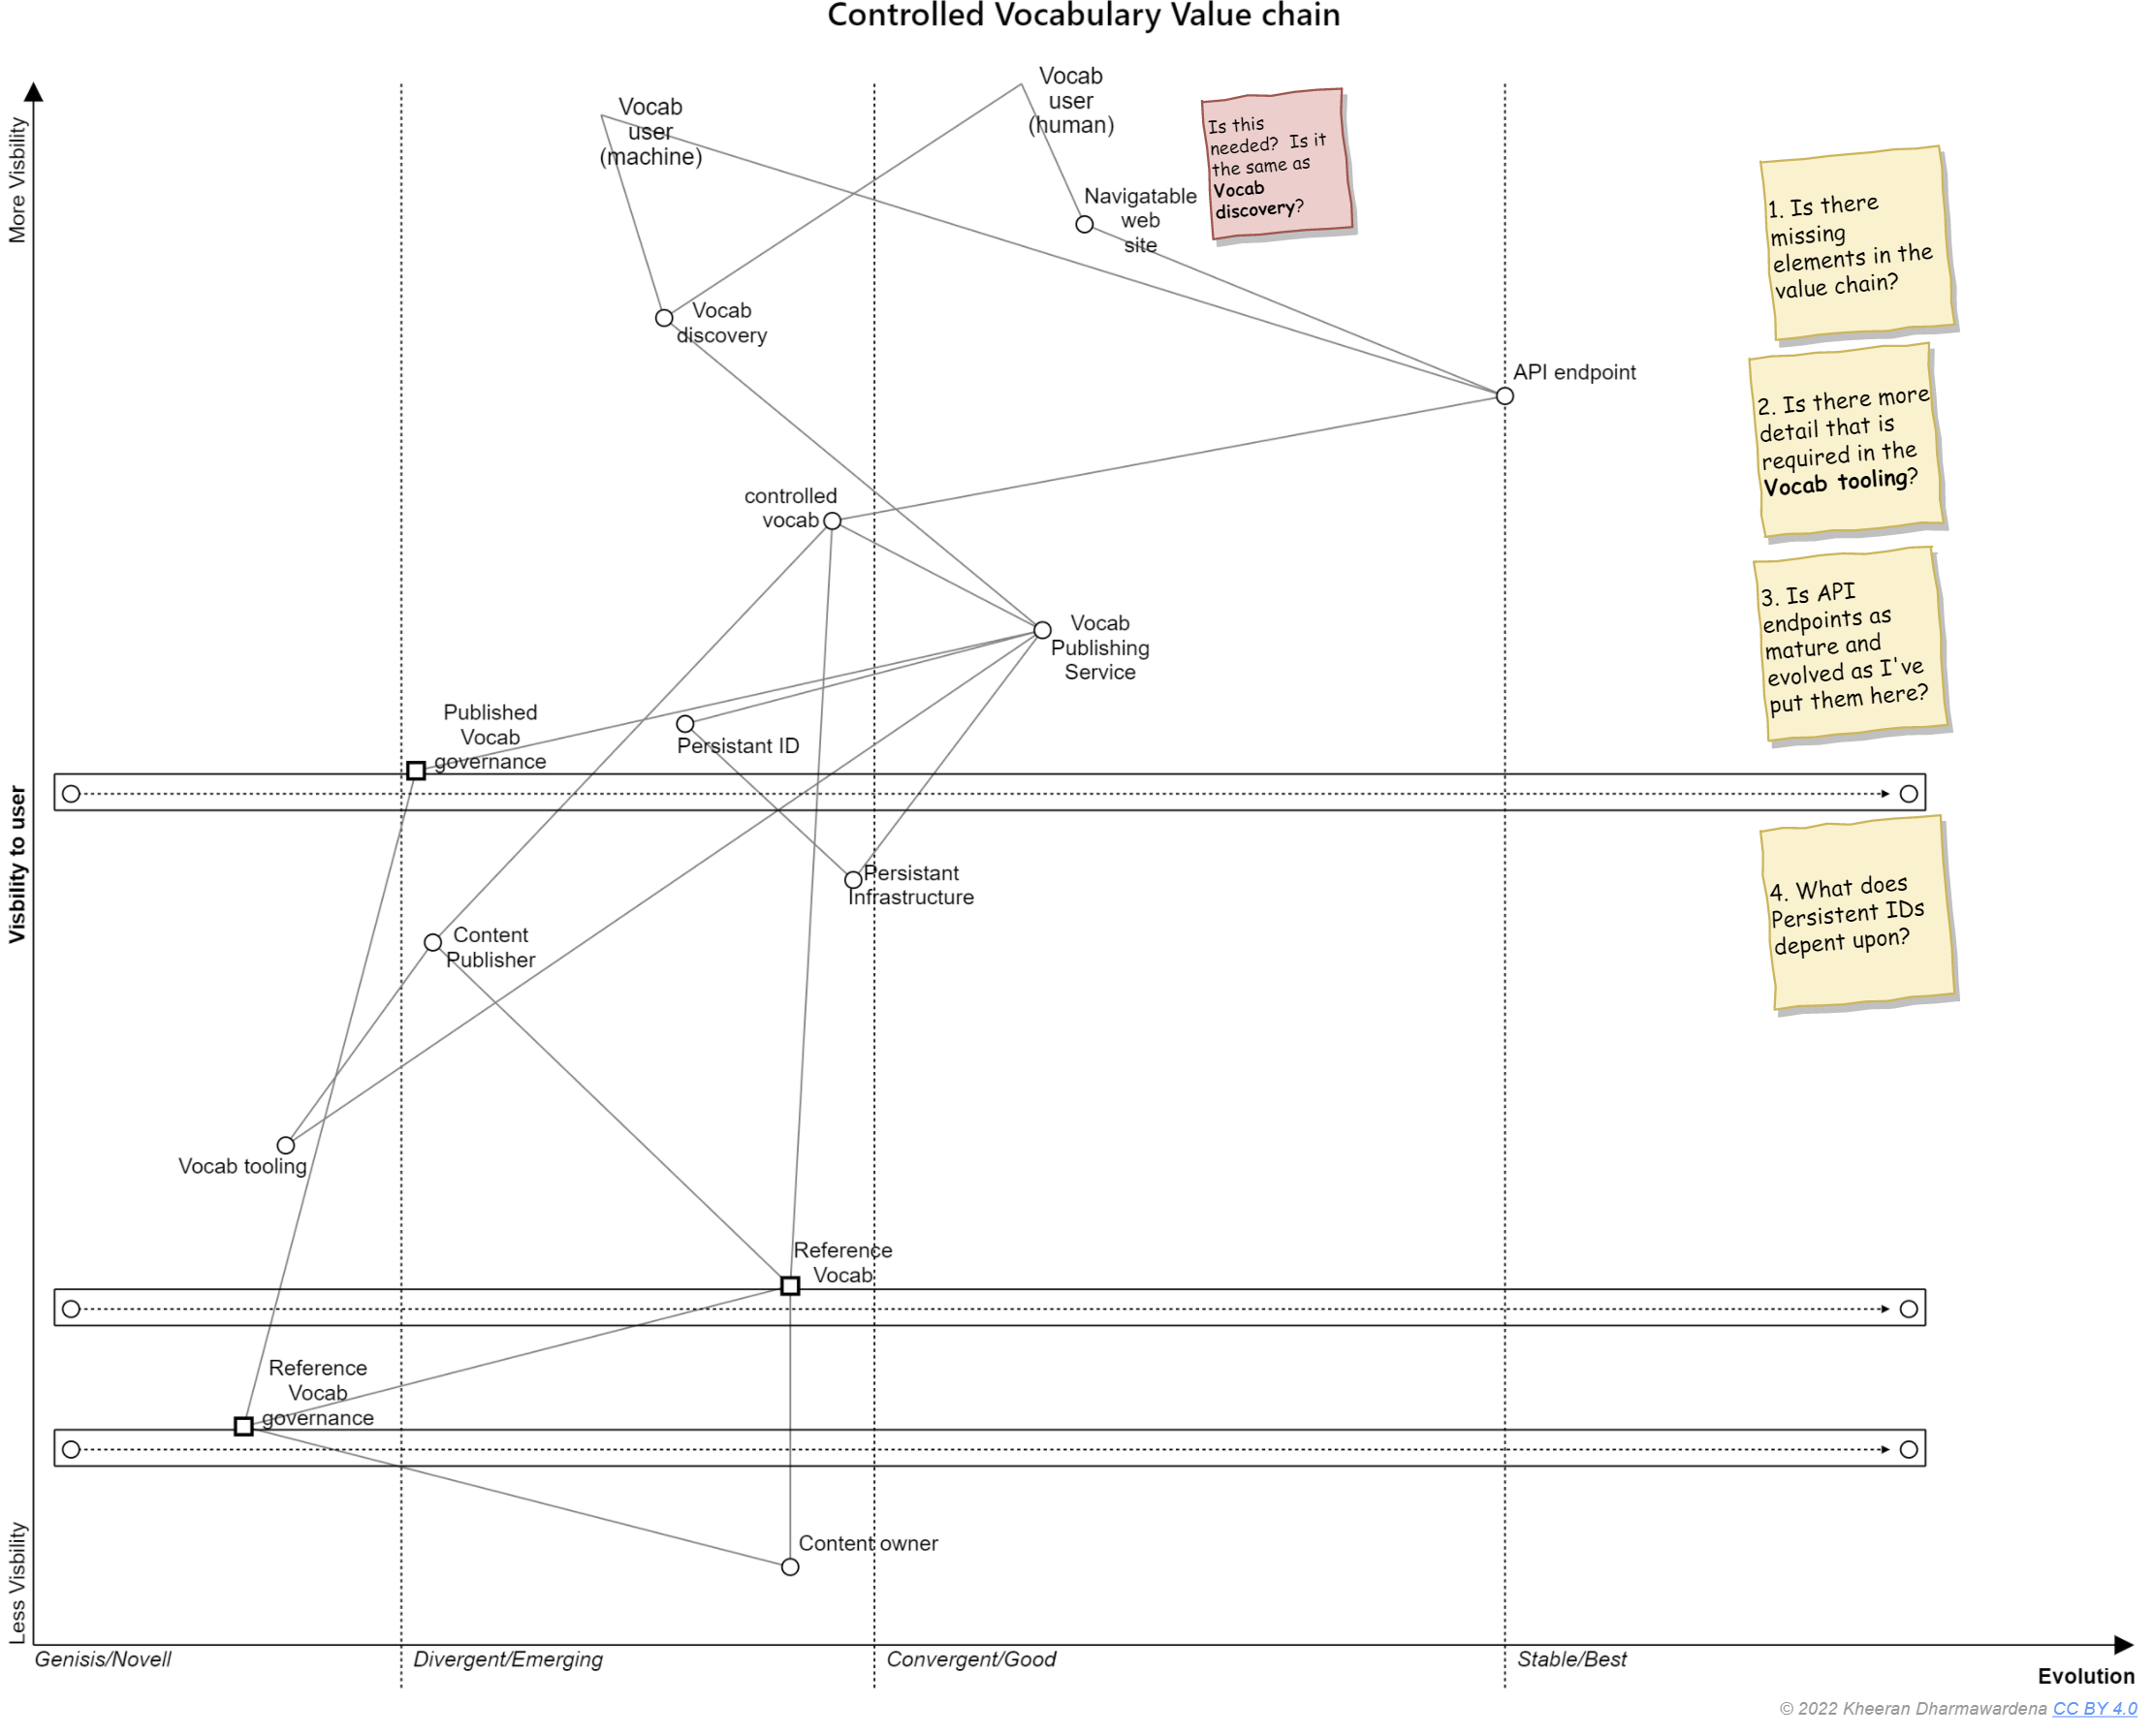 Controlled Vocabulary Value chain
More Visbility
Visbility to user
Less Visbility
Vocab
user
(machine)
Vocab
user
(human)
Is this
needed? Is it
the same as
Vocab
discovery?
Navigatable
web
site
1. Is there
missing
elements in the
value chain?
Vocab
discovery
API endpoint
2. Is there more
detail that is
required in the
Vocab tooling?
controlled
vocab
Vocab
Publishing
Service
3. Is API
endpoints as
mature and
evolved as I've
put them here?
Published
Vocab
governance
Persistant ID
Persistant
Infrastructure
4. What does
Persistent IDs
depent upon?
Content
Publisher
Vocab tooling
Reference
Vocab
Reference
Vocab
governance
Content owner
Genisis/Novell
Divergent/Emerging
Convergent/Good
Stable/Best
Evolution
© 2022 Kheeran Dharmawardena CC BY 4.0